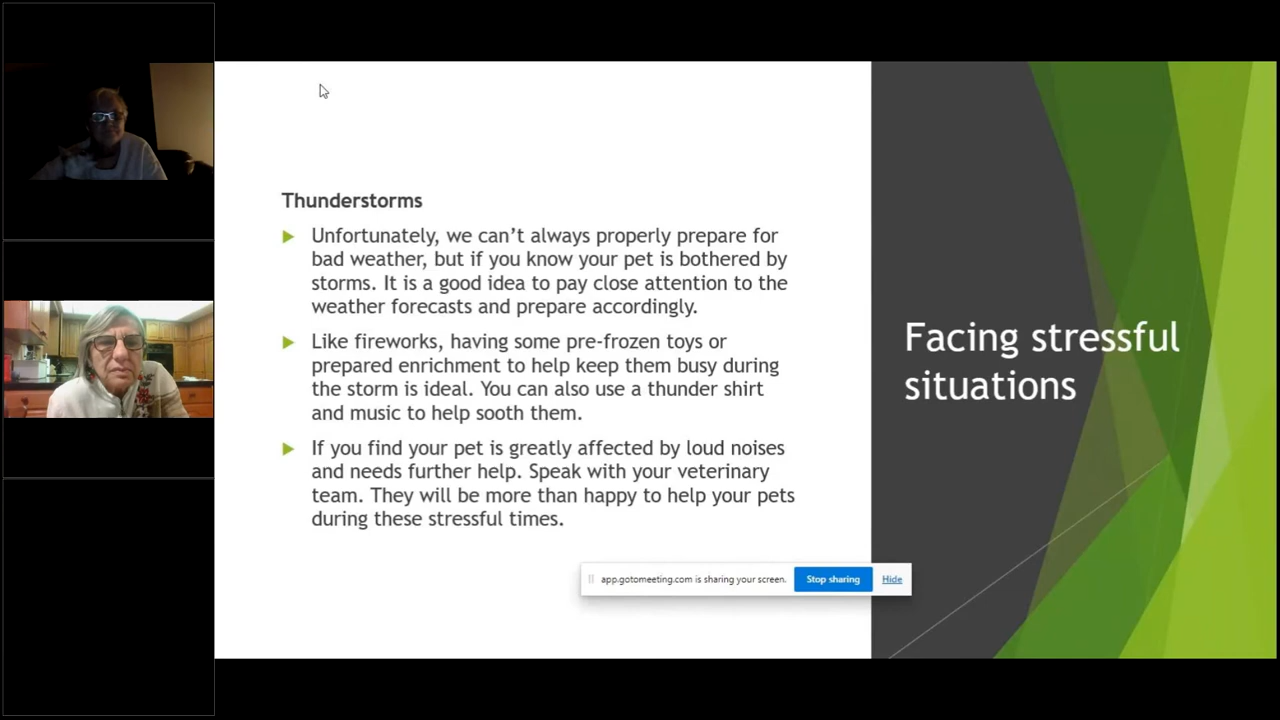 Thunderstorms
Unfortunately, we can't always properly prepare for
bad weather, but if you know your pet is bothered by
storms. It is a good idea to pay close attention to the
weather forecasts and prepare accordingly.
Like fireworks, having some pre-frozen toys or
prepared enrichment to help keep them busy during
the storm is ideal. You can also use a thunder shirt
and music to help sooth them.
If you find your pet is greatly affected by loud noises
and needs further help. Speak with your veterinary
team. They will be more than happy to help your pets
during these stressful times.
Facing stressful
situations
app.gotomeeting.com is sharing your screen.
Stop sharing
Hide